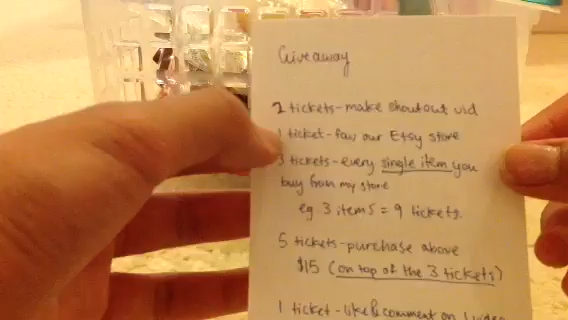 Giveaway
2 tickets-make shoutout vid
1 ticket-fav our Etsy store
3 tickets-every single item you
buy from my store
eg 3 items = 9 tickets.
5 tickets-purchase above
$15 (on top of the 3 tickets)
1 ticket-like & comment on 1 video